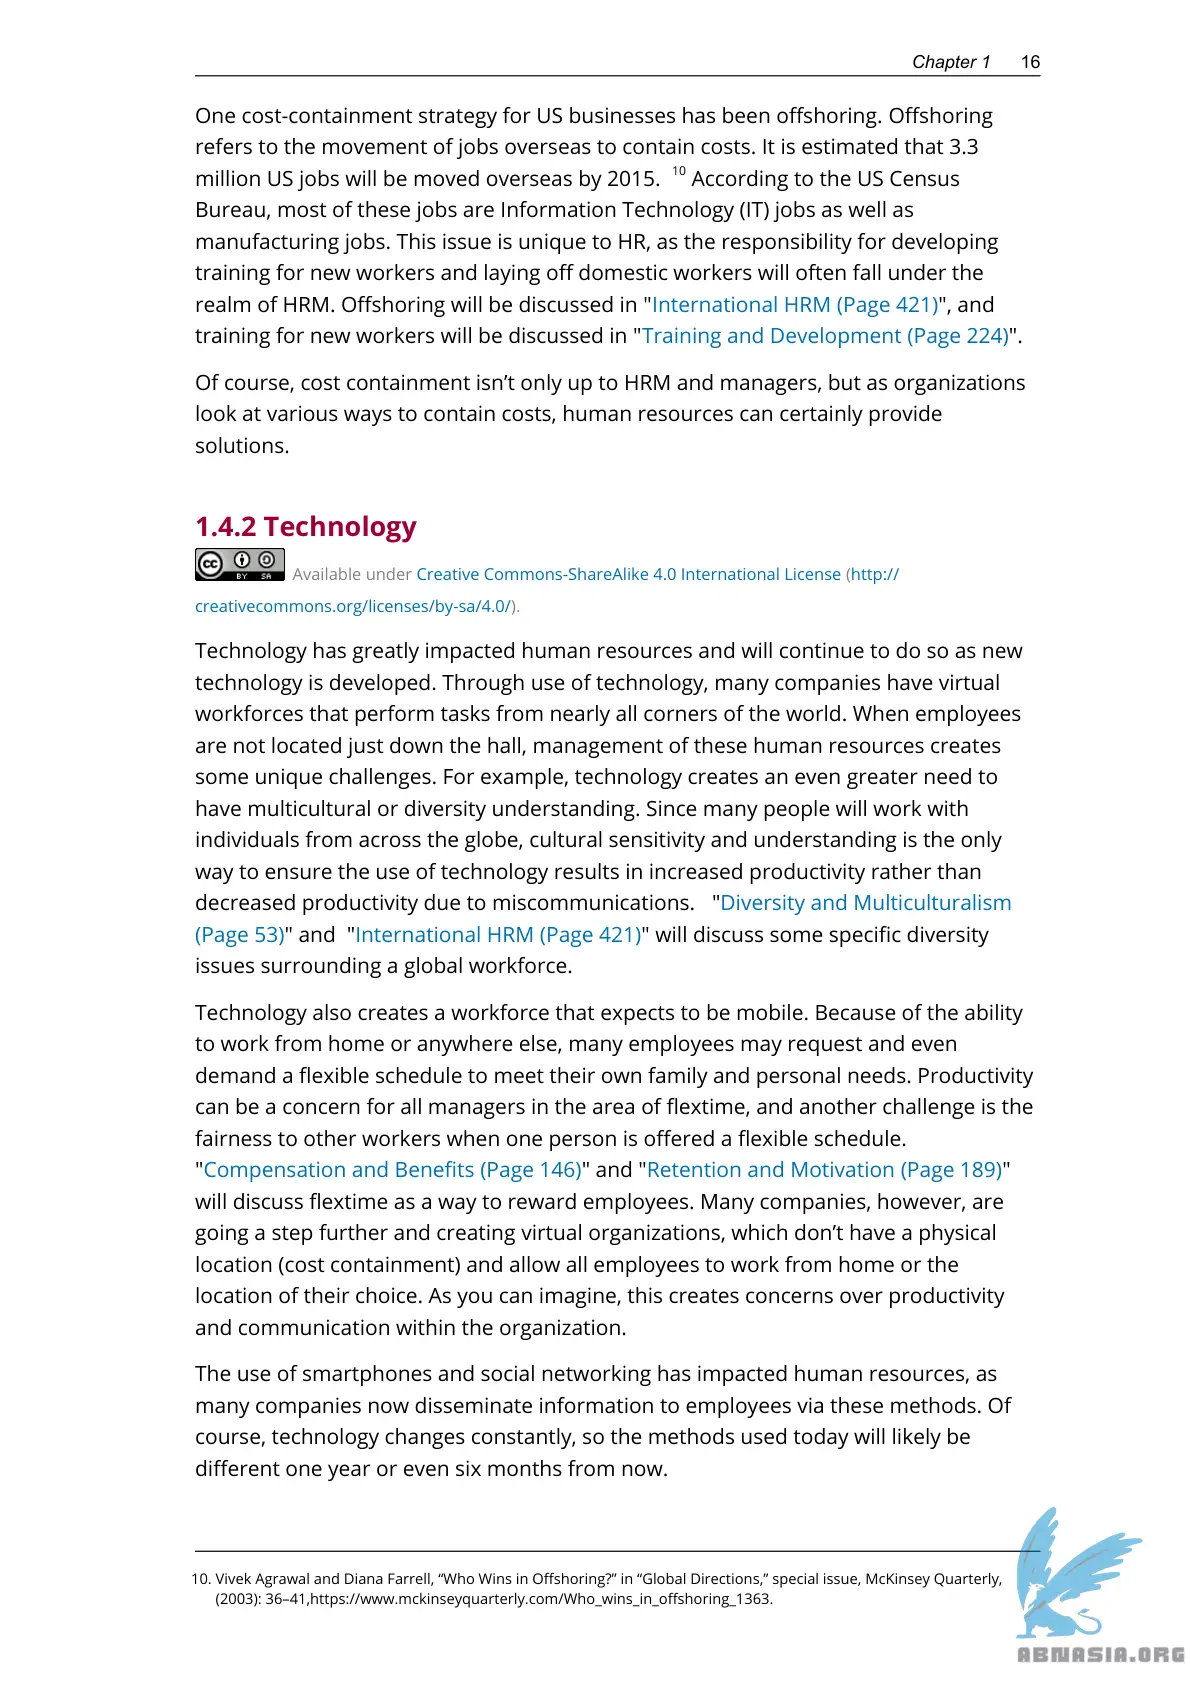 Chapter 1 16
One cost-containment strategy for US businesses has been offshoring. Offshoring
refers to the movement of jobs overseas to contain costs. It is estimated that 3.3
million US jobs will be moved overseas by 2015. 10 According to the US Census
Bureau, most of these jobs are Information Technology (IT) jobs as well as
manufacturing jobs. This issue is unique to HR, as the responsibility for developing
training for new workers and laying off domestic workers will often fall under the
realm of HRM. Offshoring will be discussed in "International HRM (Page 421)", and
training for new workers will be discussed in "Training and Development (Page 224)".
Of course, cost containment isn’t only up to HRM and managers, but as organizations
look at various ways to contain costs, human resources can certainly provide
solutions.
1.4.2 Technology
cc BY SA Available under Creative Commons-ShareAlike 4.0 International License (http://
creativecommons.org/licenses/by-sa/4.0/).
Technology has greatly impacted human resources and will continue to do so as new
technology is developed. Through use of technology, many companies have virtual
workforces that perform tasks from nearly all corners of the world. When employees
are not located just down the hall, management of these human resources creates
some unique challenges. For example, technology creates an even greater need to
have multicultural or diversity understanding. Since many people will work with
individuals from across the globe, cultural sensitivity and understanding is the only
way to ensure the use of technology results in increased productivity rather than
decreased productivity due to miscommunications. "Diversity and Multiculturalism
(Page 53)" and "International HRM (Page 421)" will discuss some specific diversity
issues surrounding a global workforce.
Technology also creates a workforce that expects to be mobile. Because of the ability
to work from home or anywhere else, many employees may request and even
demand a flexible schedule to meet their own family and personal needs. Productivity
can be a concern for all managers in the area of flextime, and another challenge is the
fairness to other workers when one person is offered a flexible schedule.
"Compensation and Benefits (Page 146)" and "Retention and Motivation (Page 189)"
will discuss flextime as a way to reward employees. Many companies, however, are
going a step further and creating virtual organizations, which don’t have a physical
location (cost containment) and allow all employees to work from home or the
location of their choice. As you can imagine, this creates concerns over productivity
and communication within the organization.
The use of smartphones and social networking has impacted human resources, as
many companies now disseminate information to employees via these methods. Of
course, technology changes constantly, so the methods used today will likely be
different one year or even six months from now.
10. Vivek Agrawal and Diana Farrell, “Who Wins in Offshoring?” in “Global Directions,” special issue, McKinsey Quarterly,
(2003): 36–41,https://www.mckinseyquarterly.com/Who_wins_in_offshoring_1363.
ABNASIA.ORG